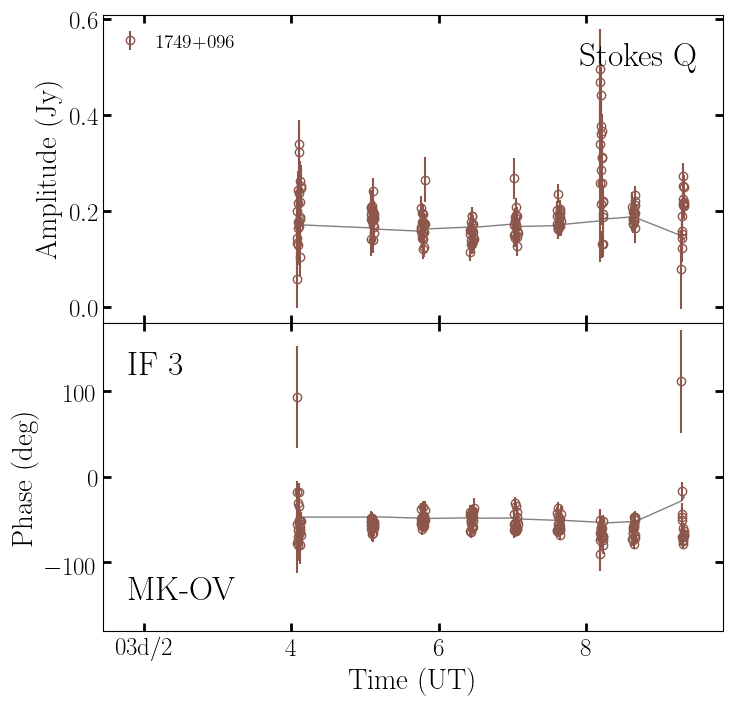 0.6
1749+096
Stokes Q
0.4
0.2
0.0
Amplitude (Jy)
IF 3
100
0
−100
Phase (deg)
MK-OV
03d/2 4 6 8
Time (UT)